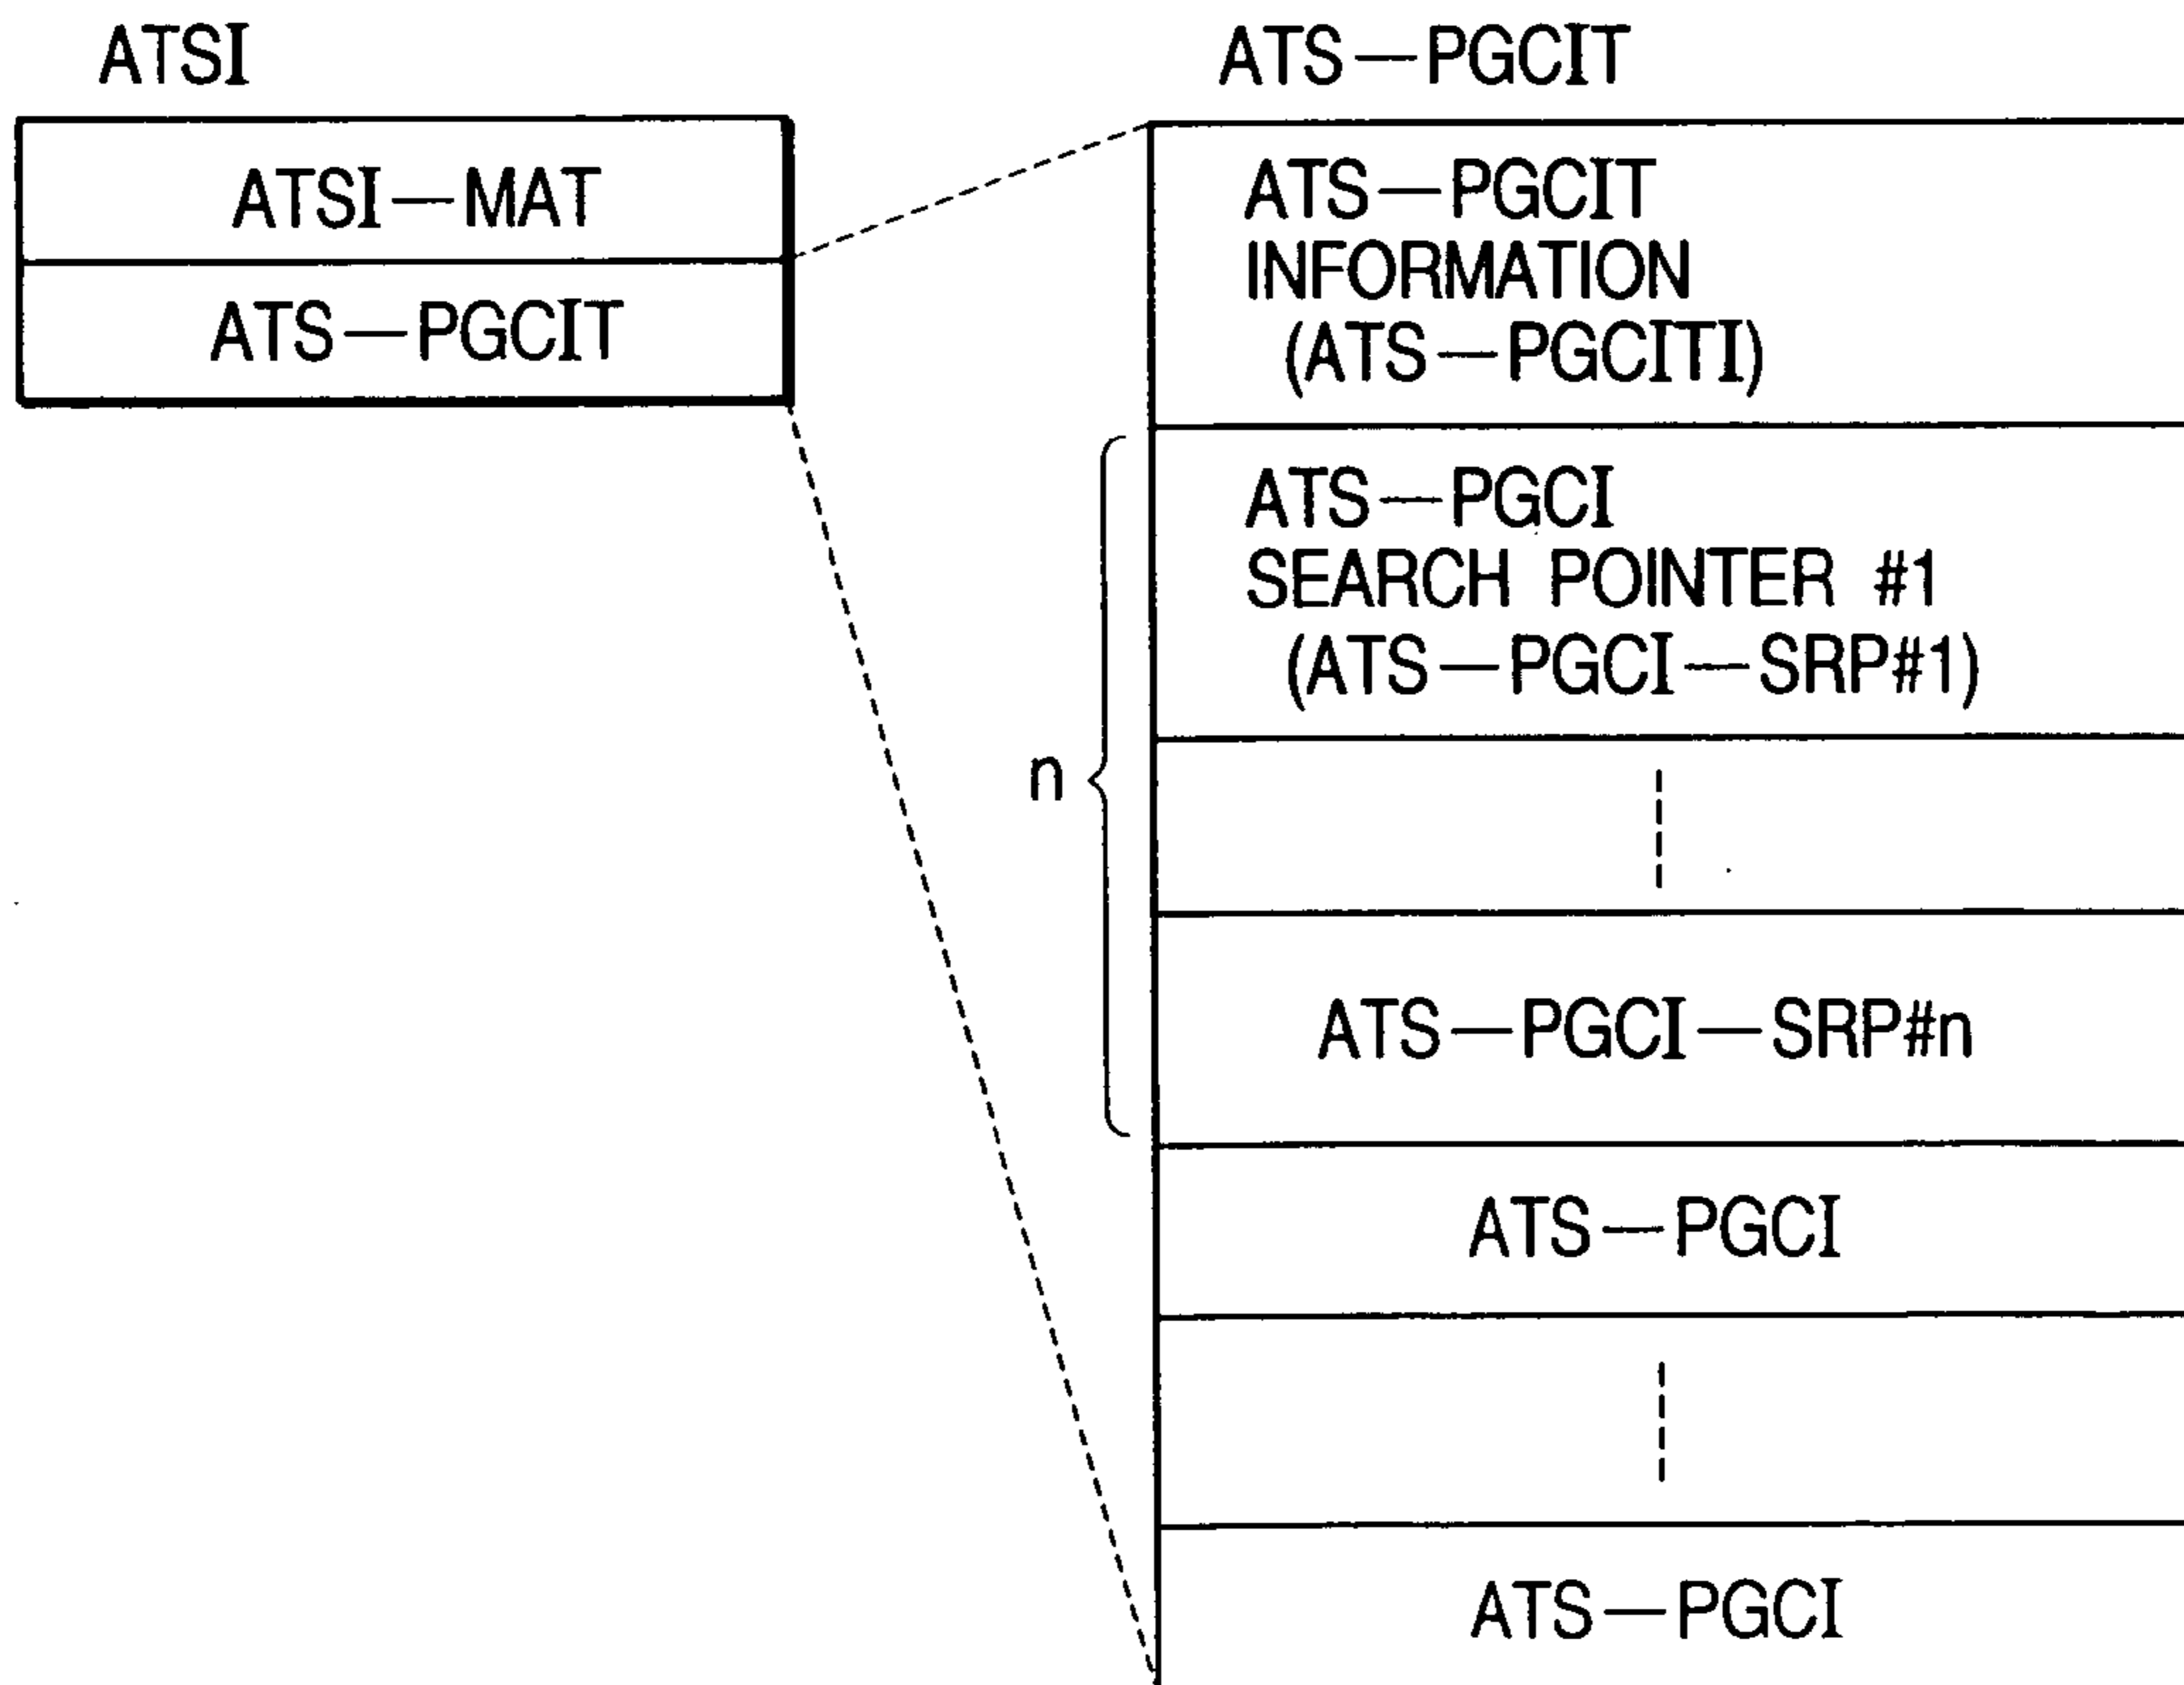 ATSI
ATSI—MAT
ATS—PGCIT
ATS—PGCIT
ATS—PGCIT
INFORMATION
(ATS—PGCITI)
n
ATS—PGCI
SEARCH POINTER #1
(ATS—PGCI—SRP#1)
ATS—PGCI—SRP#n
ATS—PGCI
ATS—PGCI